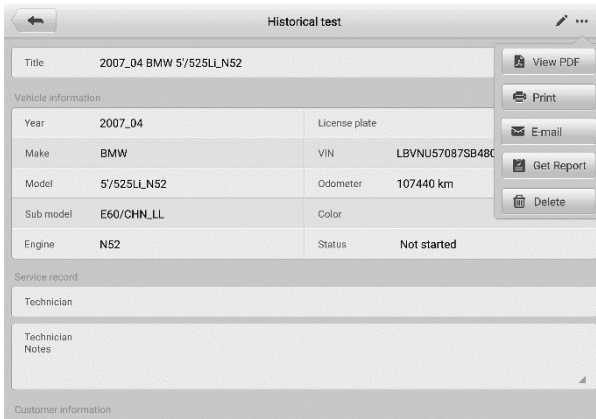 Historical test
Title 2007_04 BMW 5'/525Li_N52
View PDF
Print
E-mail
Get Report
Delete
Vehicle information
Year 2007_04 License plate
Make BMW VIN LBVNU57087SB480
Model 5'/525Li_N52 Odometer 107440 km
Sub model E60/CHN_LL Color
Engine N52 Status Not started
Service record
Technician
Technician
Notes
Customer information